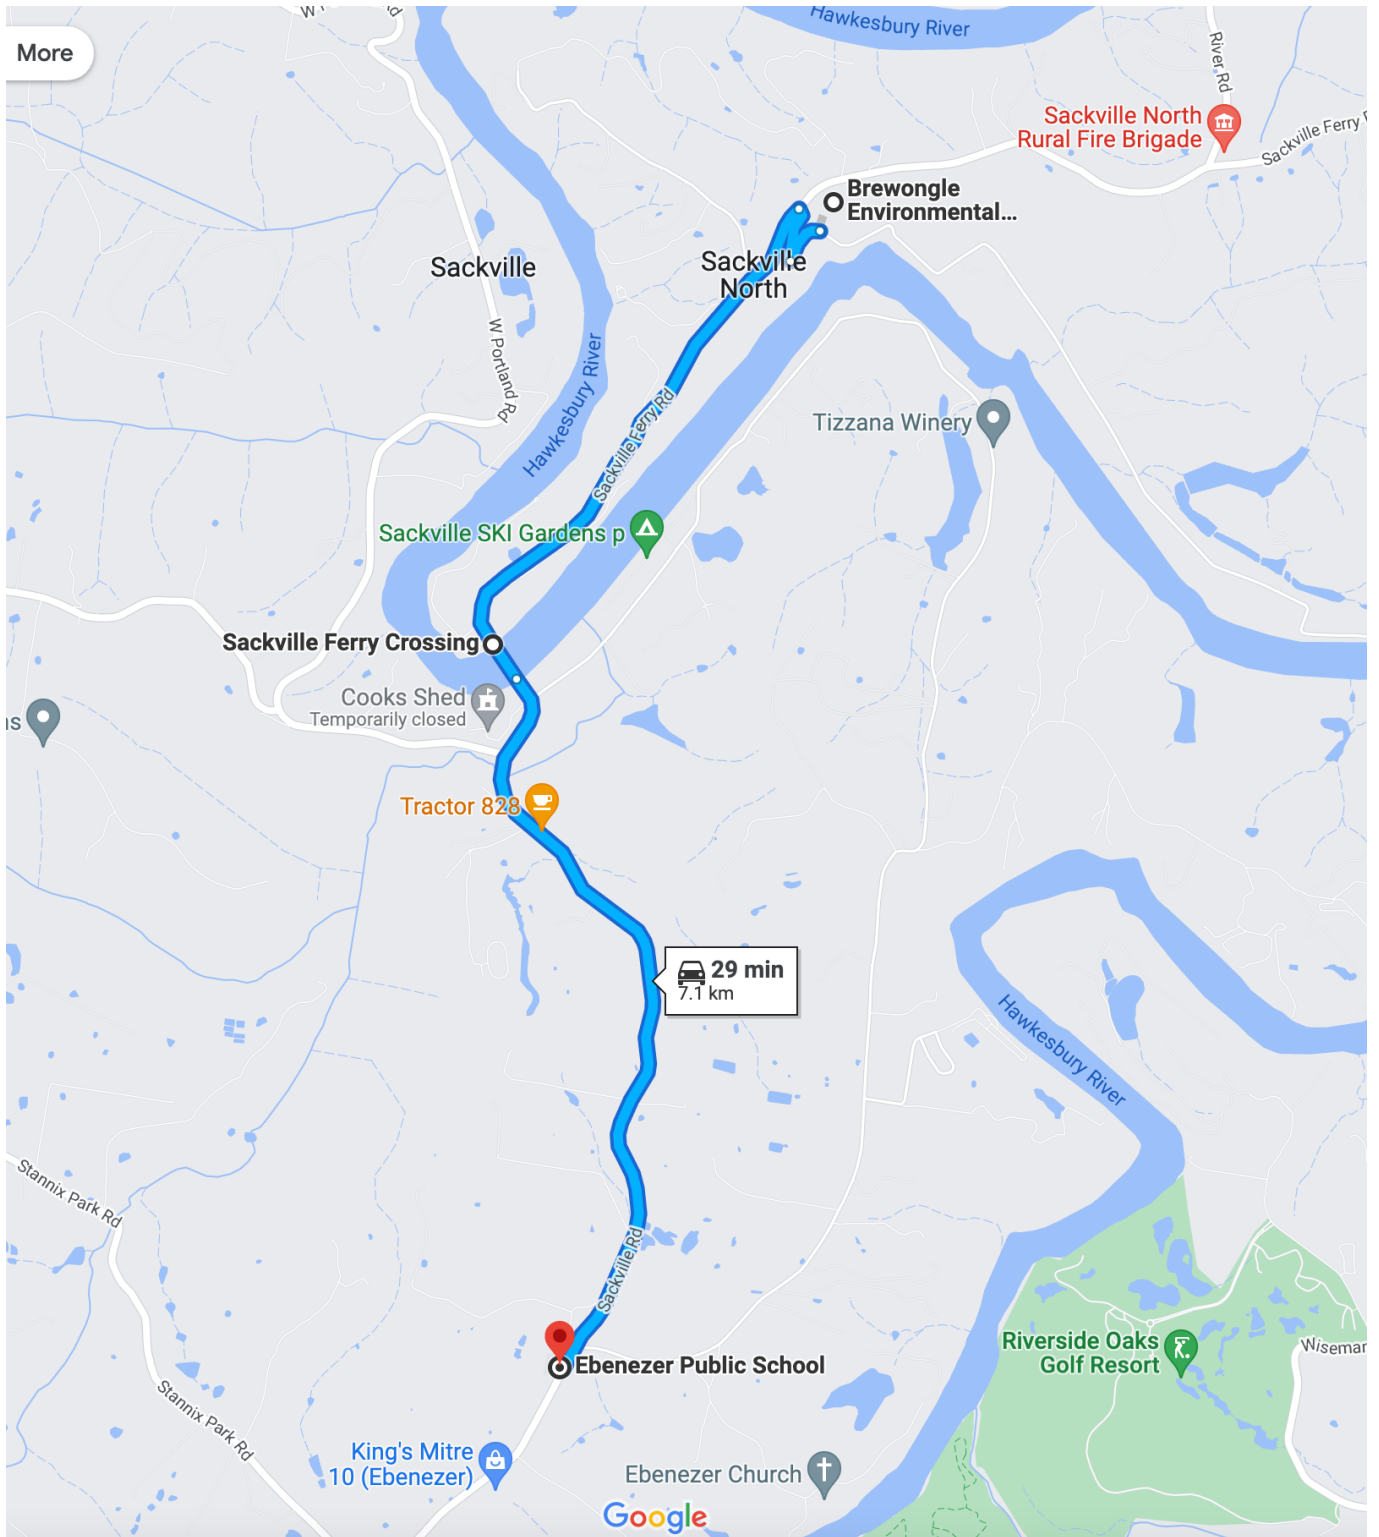 Hawkesbury River
More
River Rd
Sackville North
Rural Fire Brigade
Sackville Ferry
Brewongle
Environmental...
Sackville
North
Sackville
W Portland Rd
Hawkesbury River
Sackville Ferry Rd
Tizzana Winery
Sackville SKI Gardens p
Sackville Ferry Crossing
Cooks Shed
Temporarily closed
Tractor 828
29 min
7.1 km
Hawkesbury River
Stannix Park Rd
Sackville Rd
Riverside Oaks
Golf Resort
Ebenezer Public School
Stannix Park Rd
King's Mitre
10 (Ebenezer)
Ebenezer Church
Google